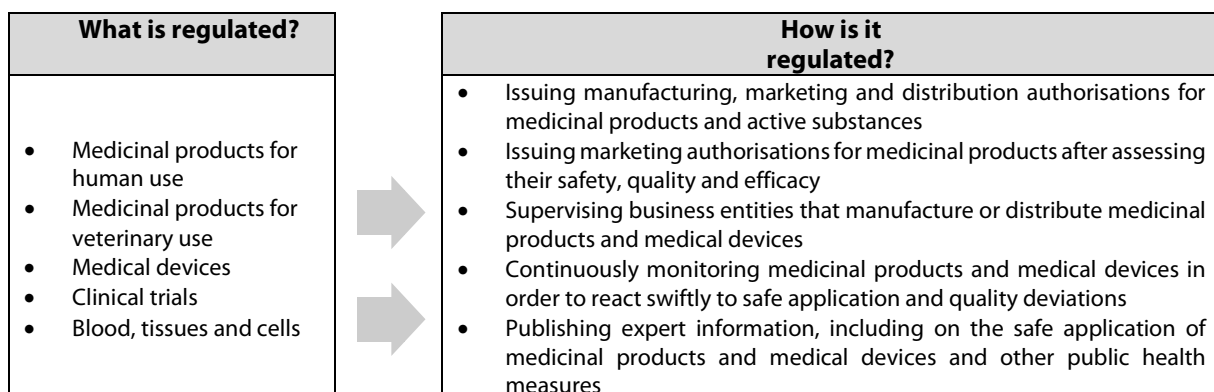 What is regulated?
• Medicinal products for
human use
• Medicinal products for
veterinary use
• Medical devices
• Clinical trials
• Blood, tissues and cells
How is it
regulated?
• Issuing manufacturing, marketing and distribution authorisations for
medicinal products and active substances
• Issuing marketing authorisations for medicinal products after assessing
their safety, quality and efficacy
• Supervising business entities that manufacture or distribute medicinal
products and medical devices
• Continuously monitoring medicinal products and medical devices in
order to react swiftly to safe application and quality deviations
• Publishing expert information, including on the safe application of
medicinal products and medical devices and other public health
measures